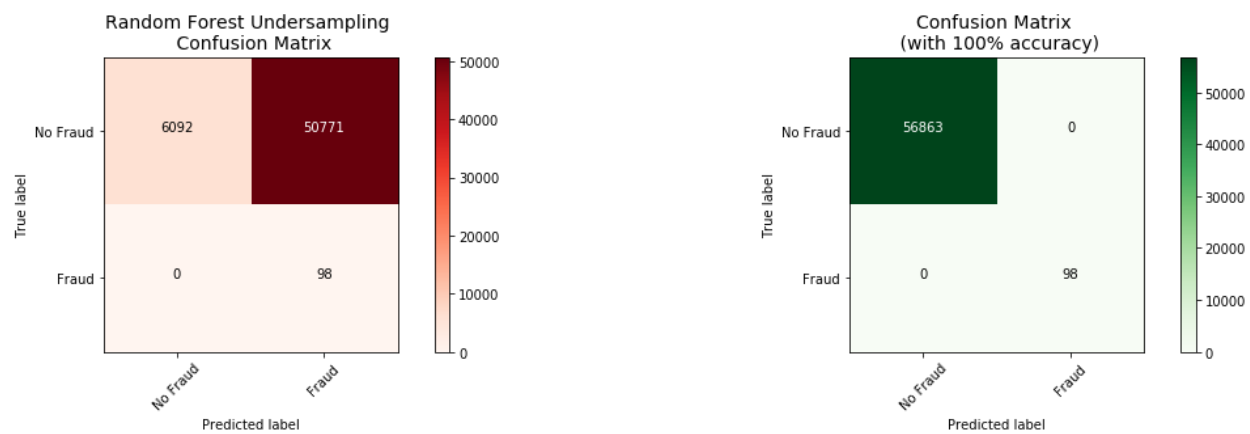 Random Forest Undersampling
Confusion Matrix
No Fraud
Fraud
True label
6092
50771
0
98
No Fraud
Fraud
Predicted label
50000
40000
30000
20000
10000
0
Confusion Matrix
(with 100% accuracy)
No Fraud
Fraud
True label
56863
0
0
98
No Fraud
Fraud
Predicted label
50000
40000
30000
20000
10000
0